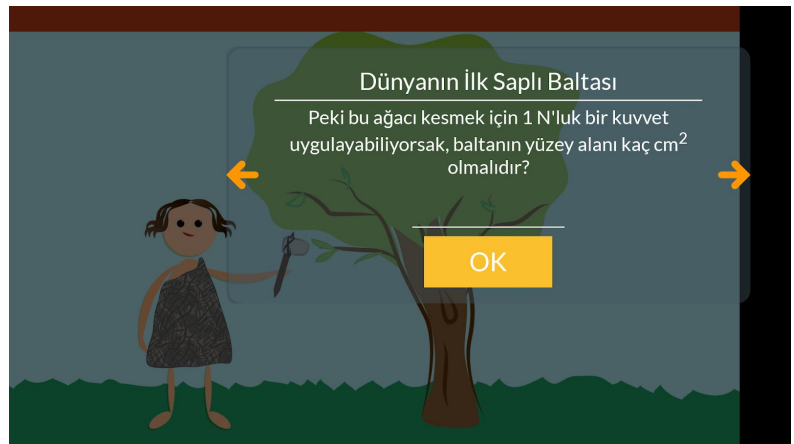 Dünyanın İlk Saplı Baltası
Peki bu ağacı kesmek için 1 N'luk bir kuvvet
uygulayabiliyorsak, baltanın yüzey alanı kaç cm²
olmalıdır?
OK